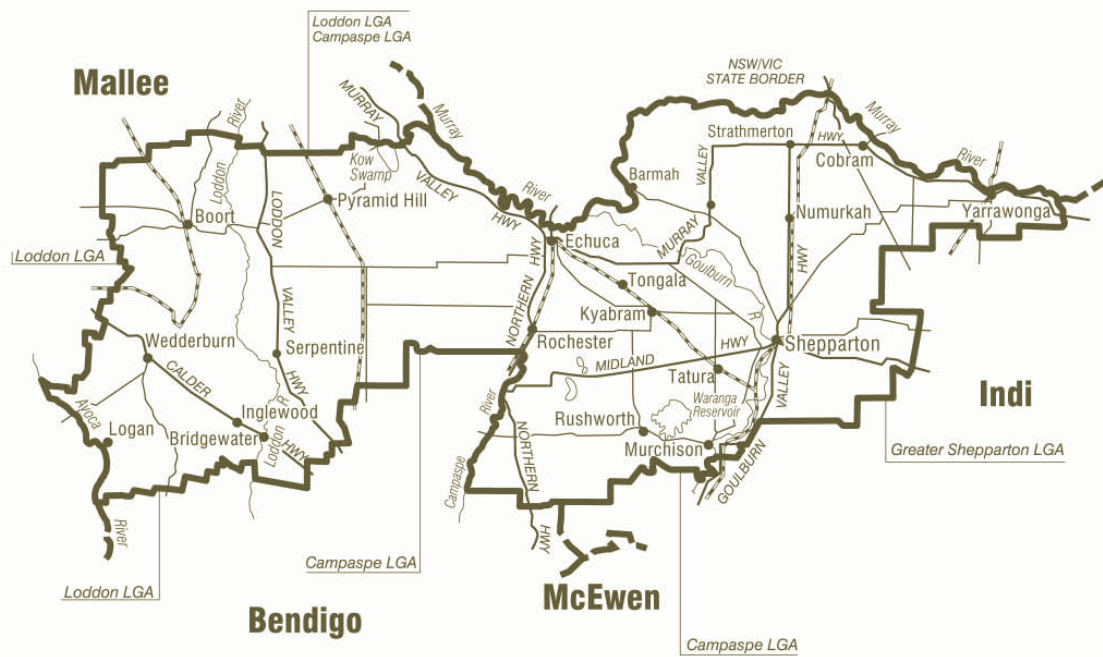 Loddon LGA
Campaspe LGA
Mallee
NSW/VIC
STATE BORDER
River
MURRAY
Murray
Murray
Strathmerton
HWY
Cobram
Kow
Swamp
Loddon
VALLEY
VALLEY
River
Barmah
LODDON
Pyramid Hill
River
Boort
HWY
Numurkah
Yarrawonga
Echuca
MURRAY
HWY
HWY
Loddon LGA
Goulburn
Tongala
Kyabram
R
VALLEY
NORTHERN
Wedderburn
Serpentine
Rochester
HWY
Shepparton
MIDLAND
CALDER
HWY
Tatura
VALLEY
Avoca
Inglewood
R
River
Waranga
Reservoir
Indi
Logan
Bridgewater
Rushworth
Loddon
HWY
Murchison
NORTHERN
GOULBURN
Greater Shepparton LGA
Campaspe
River
HWY
Campaspe LGA
Loddon LGA
McEwen
Bendigo
Campaspe LGA